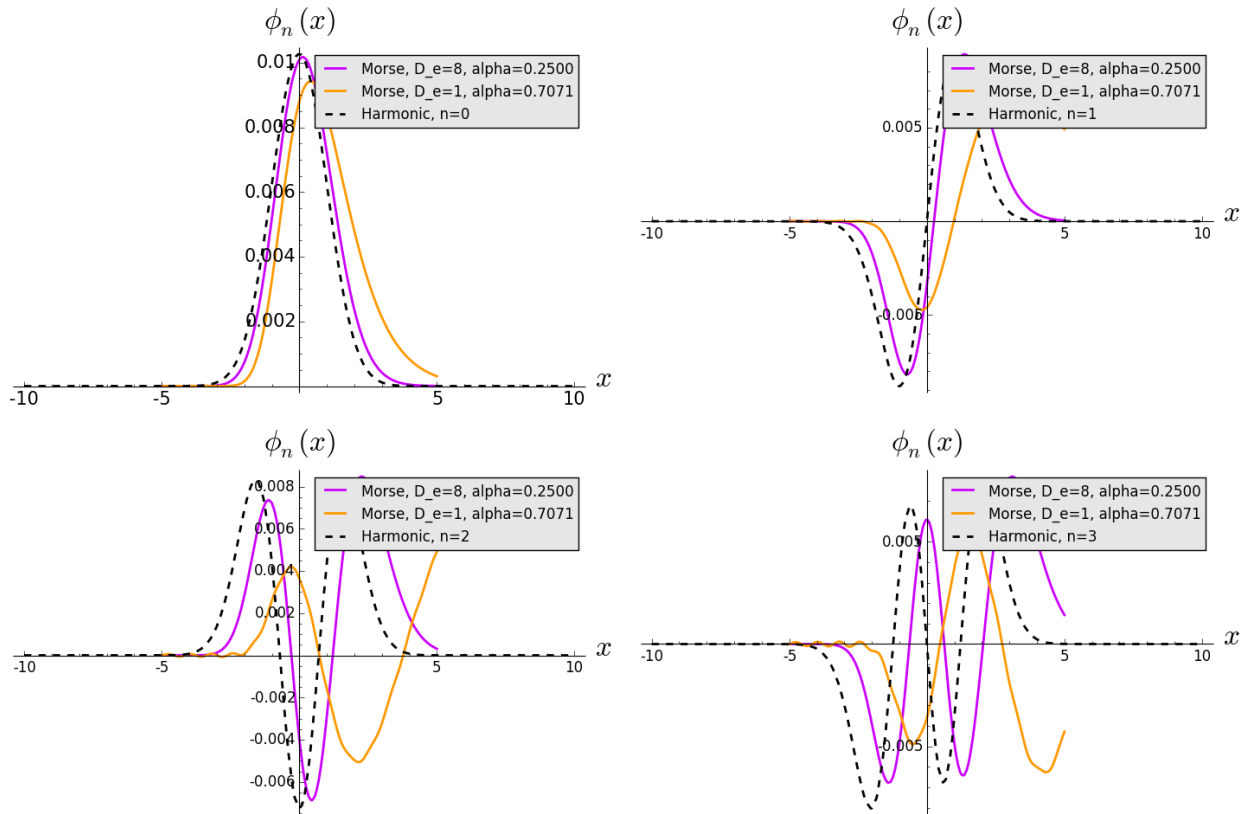 ϕₙ(x)
0.010
Morse, D_e=8, alpha=0.2500
Morse, D_e=1, alpha=0.7071
Harmonic, n=0
0.008
0.006
0.004
0.002
-10 -5 5 10 x
ϕₙ(x)
Morse, D_e=8, alpha=0.2500
Morse, D_e=1, alpha=0.7071
Harmonic, n=1
0.005
-10 -5 5 10 x
-0.005
ϕₙ(x)
0.008
Morse, D_e=8, alpha=0.2500
Morse, D_e=1, alpha=0.7071
Harmonic, n=2
0.006
0.004
0.002
-10 -5 5 10 x
-0.002
-0.004
-0.006
ϕₙ(x)
Morse, D_e=8, alpha=0.2500
Morse, D_e=1, alpha=0.7071
Harmonic, n=3
0.005
-10 -5 5 10 x
-0.005